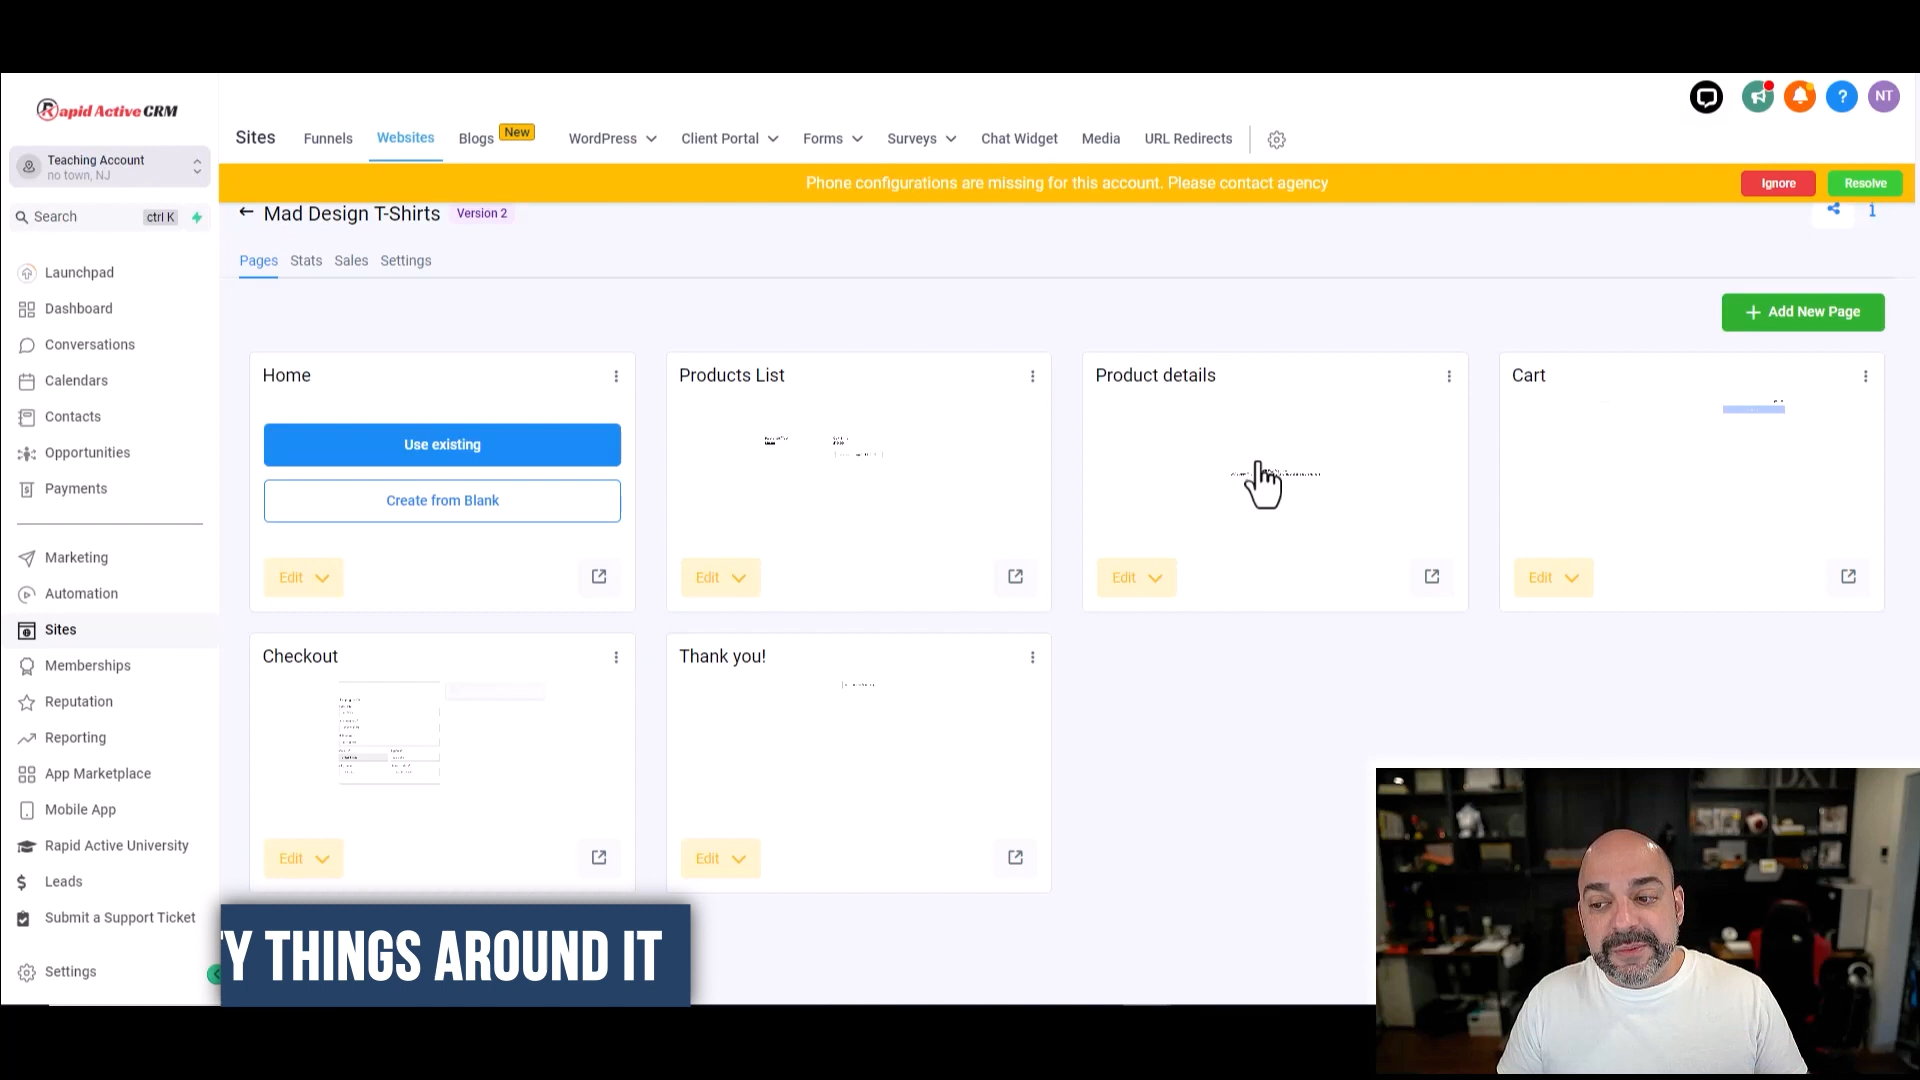 Rapid Active CRM
Teaching Account
no town, NJ
Search ctrl K
Launchpad
Dashboard
Conversations
Calendars
Contacts
Opportunities
Payments
Marketing
Automation
Sites
Memberships
Reputation
Reporting
App Marketplace
Mobile App
Rapid Active University
Leads
Submit a Support Ticket
Settings
Sites Funnels Websites Blogs New WordPress Client Portal Forms Surveys Chat Widget Media URL Redirects
NT
Phone configurations are missing for this account. Please contact agency
Ignore Resolve
Mad Design T-Shirts Version 2
Pages Stats Sales Settings
+ Add New Page
Home
Use existing
Create from Blank
Edit
Products List
Edit
Product details
Edit
Cart
Edit
Checkout
Edit
Thank you!
Edit
Y THINGS AROUND IT